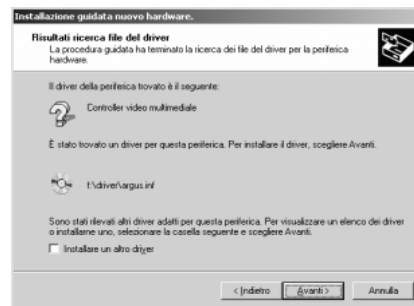 Installazione guidata nuovo hardware.
Risultati ricerca file del driver
La procedura guidata ha terminato la ricerca dei file del driver per la periferica
hardware.
Il driver della periferica trovato è il seguente:
Controller video multimediale
È stato trovato un driver per questa periferica. Per installare il driver, scegliere Avanti.
f:\driver\argus.inf
Sono stati rilevati altri driver adatti per questa periferica. Per visualizzare un elenco dei driver
o installarne uno, selezionare la casella seguente e scegliere Avanti.
Installare un altro driver
< Indietro
Avanti >
Annulla